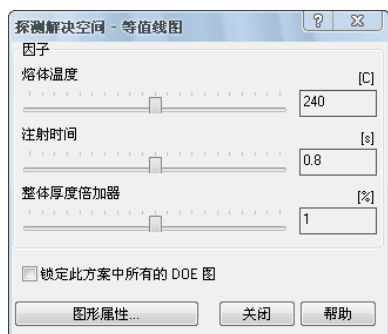 探测解决空间 - 等值线图
因子
熔体温度
[C]
240
注射时间
[s]
0.8
整体厚度倍加器
[%]
1
锁定此方案中所有的 DOE 图
图形属性... 关闭 帮助